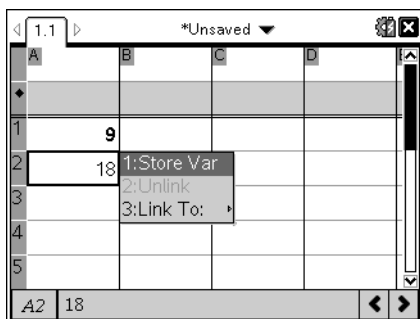 1.1 *Unsaved
A B C D E
◆
1 9
2 18 1:Store Var
2:Unlink
3 3:Link To:
4
5
A2 18